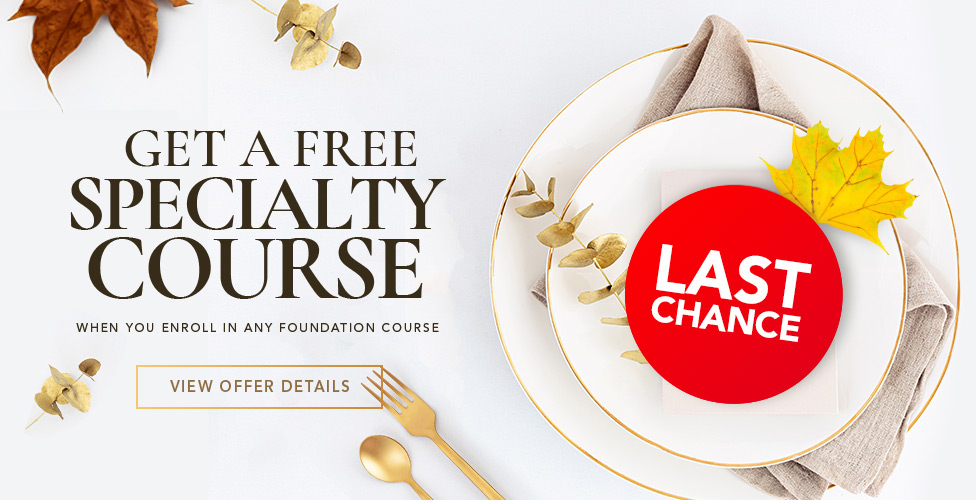 GET A FREE
SPECIALTY
COURSE
WHEN YOU ENROLL IN ANY FOUNDATION COURSE
VIEW OFFER DETAILS
LAST
CHANCE